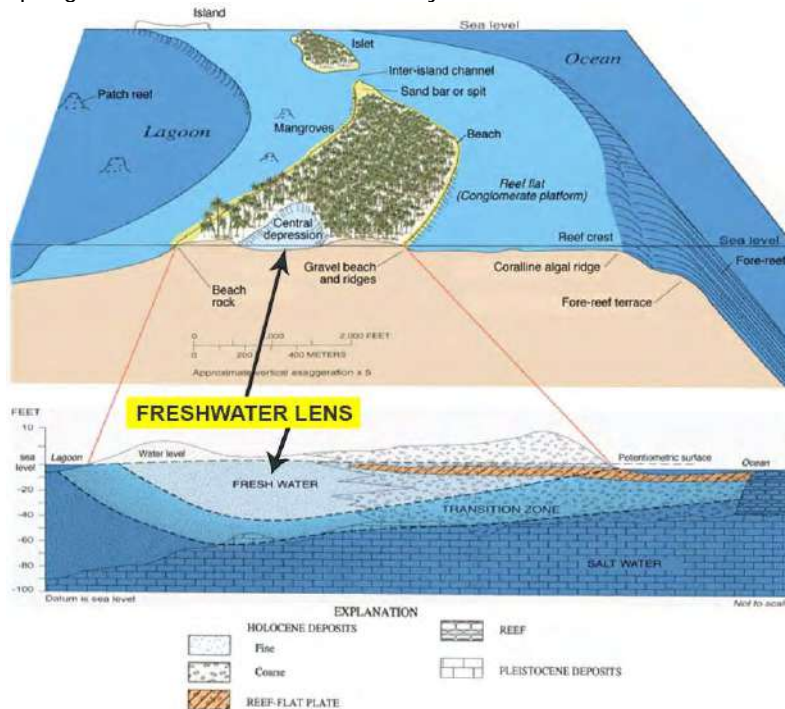 Island
Sea level
Islet
Ocean
Inter-island channel
Patch reef
Sand bar or spit
Lagoon
Mangroves
Beach
Reef flat
(Conglomerate platform)
Central
depression
Reef crest
Sea level
Fore-reef
Beach
rock
Gravel beach
and ridges
Coralline algal ridge
Fore-reef terrace
0
2,000 FEET
0 200 400 METERS
Approximate vertical exaggeration x 5
FRESHWATER LENS
FEET
10
sea
level
-20
-40
-60
-80
-100
Lagoon
Water level
Potentiometric surface
Ocean
FRESH WATER
TRANSITION ZONE
SALT WATER
Datum is sea level
Not to scale
EXPLANATION
HOLOCENE DEPOSITS
Fine
Coarse
REEF-FLAT PLATE
REEF
PLEISTOCENE DEPOSITS